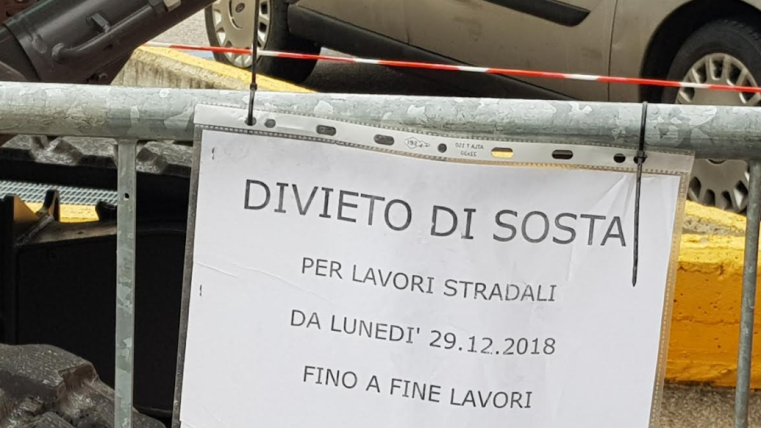 DIVIETO DI SOSTA
PER LAVORI STRADALI
DA LUNEDI' 29.12.2018
FINO A FINE LAVORI